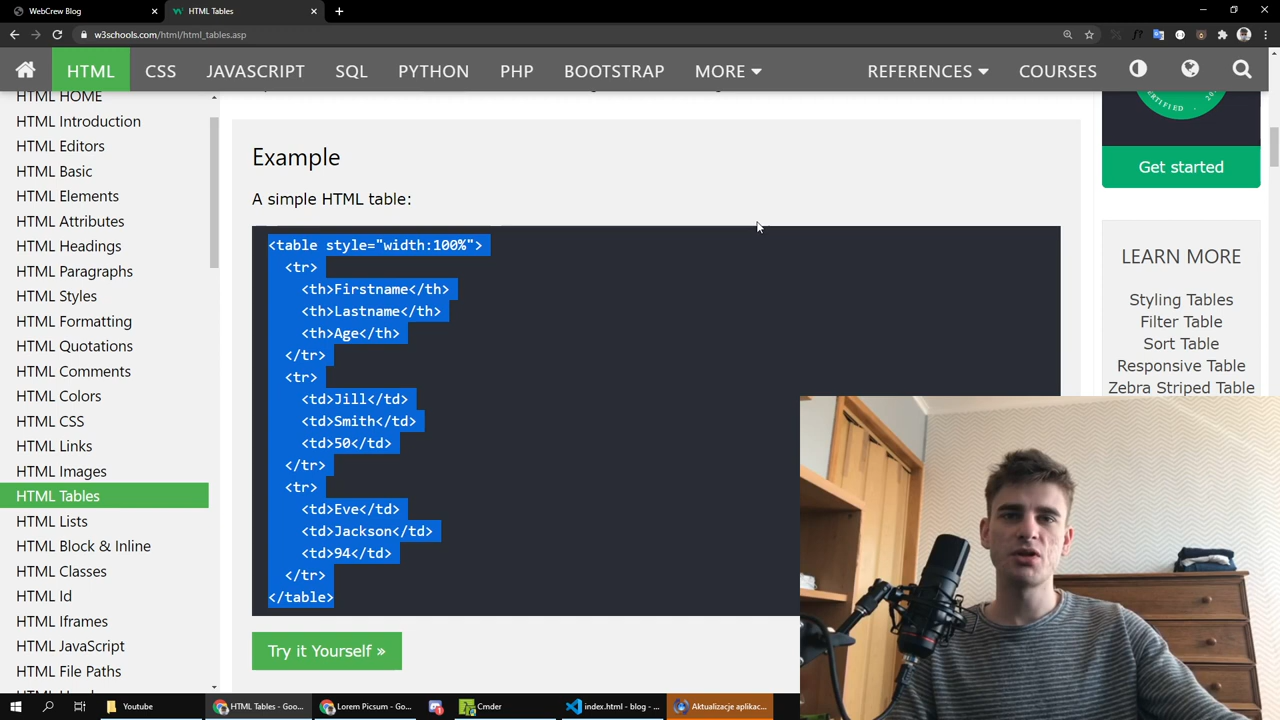 WebCrew Blog
HTML Tables
w3schools.com/html/html_tables.asp
HTML
CSS
JAVASCRIPT
SQL
PYTHON
PHP
BOOTSTRAP
MORE
REFERENCES
COURSES
HTML HOME
HTML Introduction
HTML Editors
HTML Basic
HTML Elements
HTML Attributes
HTML Headings
HTML Paragraphs
HTML Styles
HTML Formatting
HTML Quotations
HTML Comments
HTML Colors
HTML CSS
HTML Links
HTML Images
HTML Tables
HTML Lists
HTML Block & Inline
HTML Classes
HTML Id
HTML Iframes
HTML JavaScript
HTML File Paths
Example
A simple HTML table:
<table style="width:100%">
<tr>
<th>Firstname</th>
<th>Lastname</th>
<th>Age</th>
</tr>
<tr>
<td>Jill</td>
<td>Smith</td>
<td>50</td>
</tr>
<tr>
<td>Eve</td>
<td>Jackson</td>
<td>94</td>
</tr>
</table>
Try it Yourself »
Get started
LEARN MORE
Styling Tables
Filter Table
Sort Table
Responsive Table
Zebra Striped Table
Youtube
HTML Tables - Goo...
Lorem Picsum - Go...
Cmder
index.html - blog - ...
Aktualizacje aplikac...